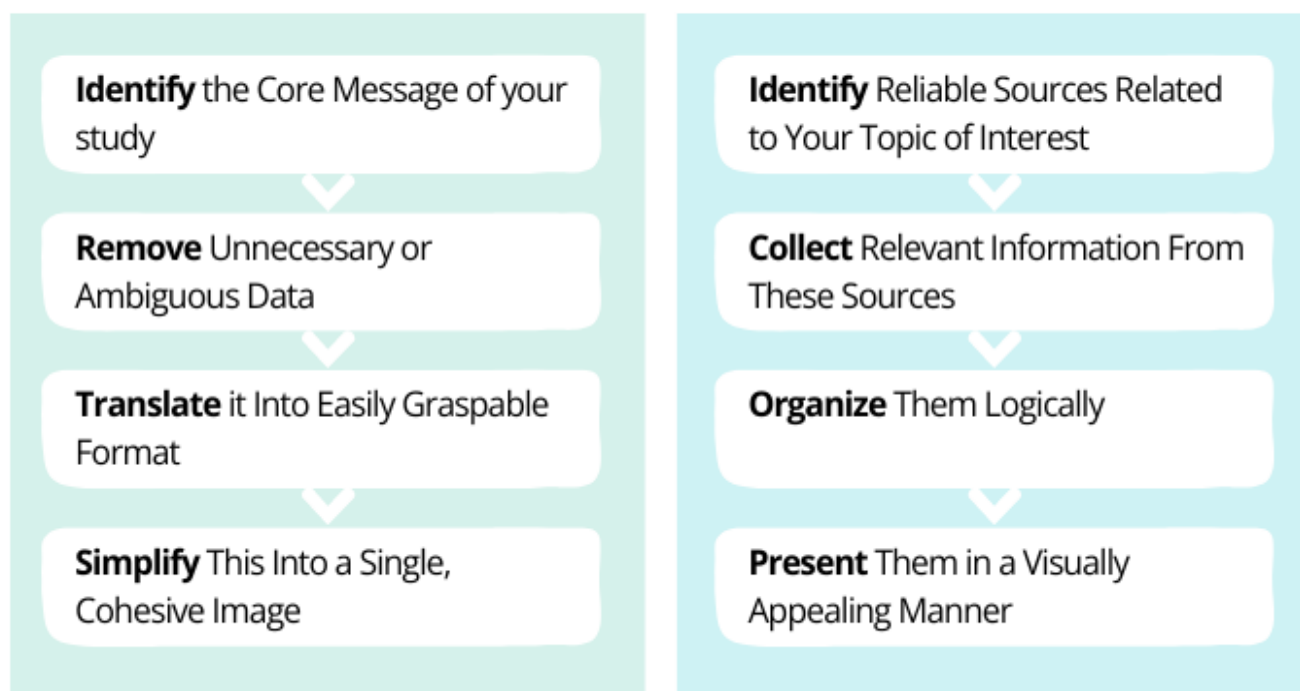 Identify the Core Message of your
study
Remove Unnecessary or
Ambiguous Data
Translate it Into Easily Graspable
Format
Simplify This Into a Single,
Cohesive Image
Identify Reliable Sources Related
to Your Topic of Interest
Collect Relevant Information From
These Sources
Organize Them Logically
Present Them in a Visually
Appealing Manner